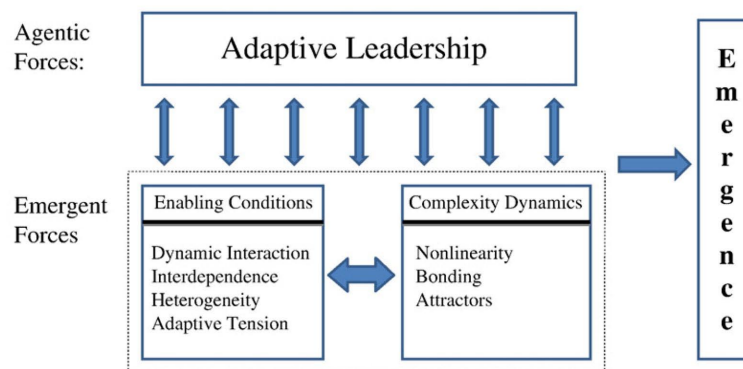 Agentic
Forces:
Adaptive Leadership
Emergent
Forces
Enabling Conditions
Dynamic Interaction
Interdependence
Heterogeneity
Adaptive Tension
Complexity Dynamics
Nonlinearity
Bonding
Attractors
Emergence